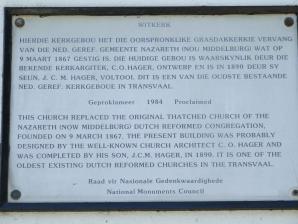 WITKERK
HIERDIE KERKGEBOU HET DIE OORSPRONKLIKE GRASDAKKERKIE VERVANG
VAN DIE NED. GEREF. GEMEENTE NAZARETH (NOU MIDDELBURG) WAT OP
9 MAART 1867 GESTIG IS. DIE HUIDIGE GEBOU IS WAARSKYNLIK DEUR DIE
BEKENDE KERKARGITEK, C.O. HAGER, ONTWERP EN IS IN 1890 DEUR SY
SEUN, J. C. M. HAGER, VOLTOOI. DIT IS EEN VAN DIE OUDSTE BESTAANDE
NED. GEREF. KERKGEBOUE IN TRANSVAAL.
Geproklameer 1984 Proclaimed
THIS CHURCH REPLACED THE ORIGINAL THATCHED CHURCH OF THE
NAZARETH (NOW MIDDELBURG) DUTCH REFORMED CONGREGATION,
FOUNDED ON 9 MARCH 1867. THE PRESENT BUILDING WAS PROBABLY
DESIGNED BY THE WELL-KNOWN CHURCH ARCHITECT C. O. HAGER AND
WAS COMPLETED BY HIS SON, J.C.M. HAGER, IN 1890. IT IS ONE OF THE
OLDEST EXISTING DUTCH REFORMED CHURCHES IN THE TRANSVAAL.
Raad vir Nasionale Gedenkwaardighede
National Monuments Council